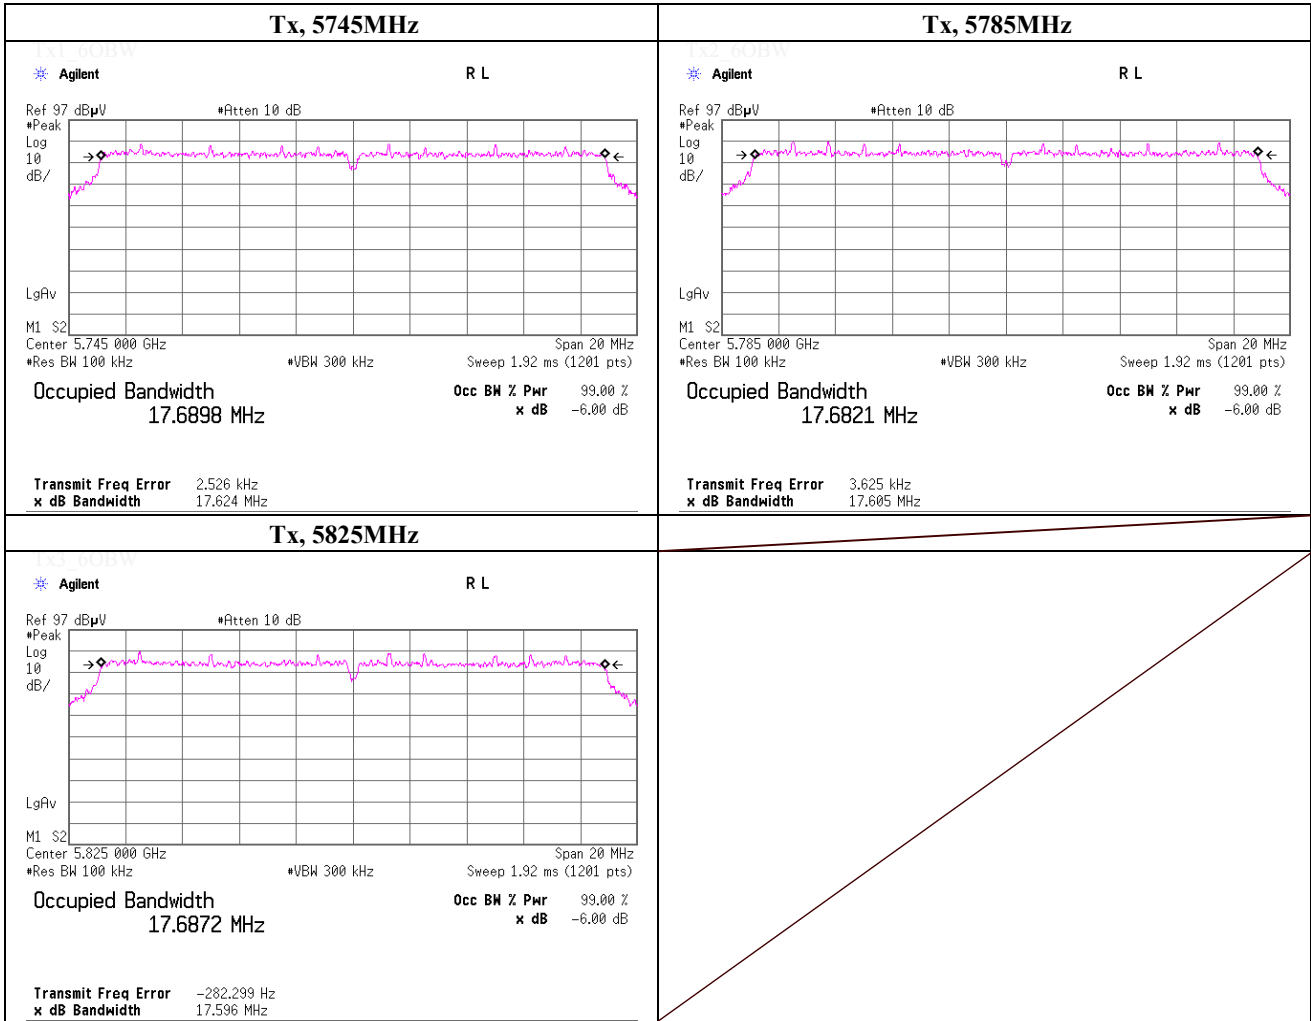 Tx, 5745MHz
Tx1_6OBW
Agilent R L
Ref 97 dBµV #Atten 10 dB
#Peak
Log
10
dB/
LgAv
M1 S2
Center 5.745 000 GHz Span 20 MHz
#Res BW 100 kHz #VBW 300 kHz Sweep 1.92 ms (1201 pts)
Occupied Bandwidth Occ BW % Pwr 99.00 %
17.6898 MHz x dB -6.00 dB
Transmit Freq Error 2.526 kHz
x dB Bandwidth 17.624 MHz
Tx, 5785MHz
Tx2_6OBW
Agilent R L
Ref 97 dBµV #Atten 10 dB
#Peak
Log
10
dB/
LgAv
M1 S2
Center 5.785 000 GHz Span 20 MHz
#Res BW 100 kHz #VBW 300 kHz Sweep 1.92 ms (1201 pts)
Occupied Bandwidth Occ BW % Pwr 99.00 %
17.6821 MHz x dB -6.00 dB
Transmit Freq Error 3.625 kHz
x dB Bandwidth 17.605 MHz
Tx, 5825MHz
Tx3_6OBW
Agilent R L
Ref 97 dBµV #Atten 10 dB
#Peak
Log
10
dB/
LgAv
M1 S2
Center 5.825 000 GHz Span 20 MHz
#Res BW 100 kHz #VBW 300 kHz Sweep 1.92 ms (1201 pts)
Occupied Bandwidth Occ BW % Pwr 99.00 %
17.6872 MHz x dB -6.00 dB
Transmit Freq Error -282.299 Hz
x dB Bandwidth 17.596 MHz